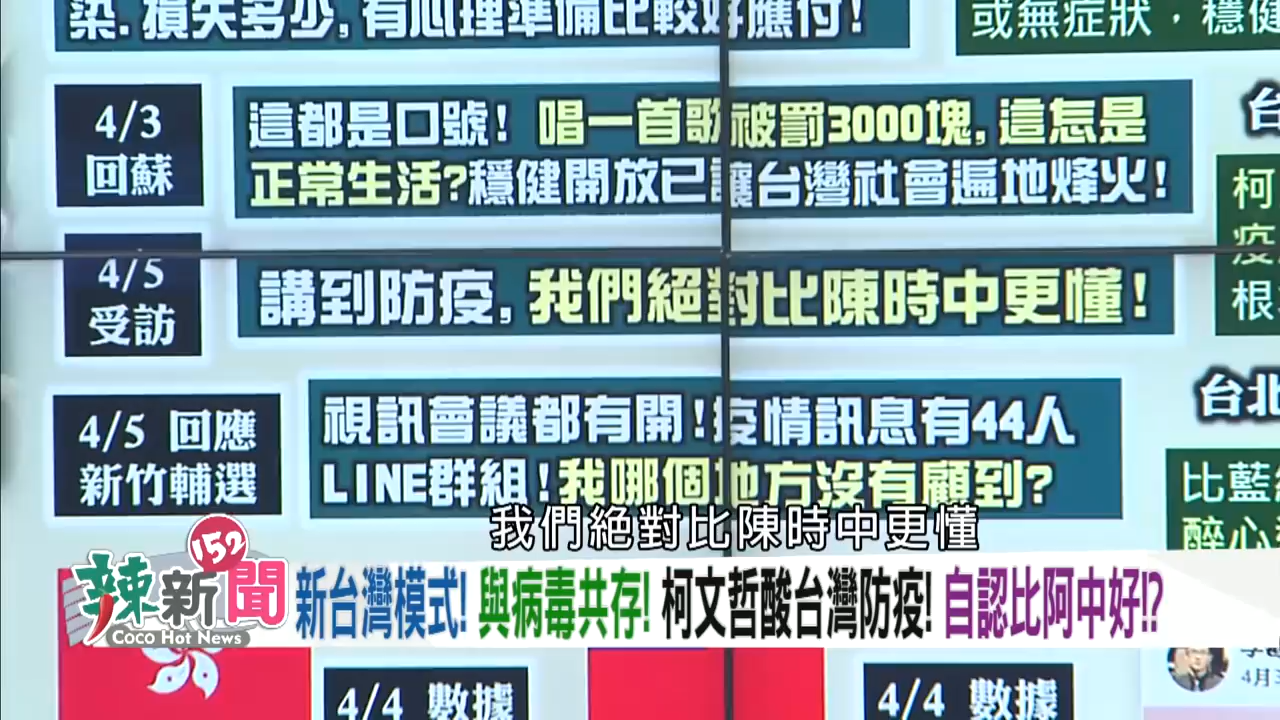 染.損失多少,有心理準備比較好應付!
或無症狀，穩健
4/3
回蘇
這都是口號! 唱一首歌被罰3000塊,這怎是
正常生活?穩健開放已讓台灣社會遍地烽火!
台
柯
疫
根
4/5
受訪
講到防疫,我們絕對比陳時中更懂!
4/5 回應
新竹輔選
視訊會議都有開!疫情訊息有44人
LINE群組!我哪個地方沒有顧到?
台北
比藍
醉心
我們絕對比陳時中更懂
辣新聞
152
Coco Hot News
新台灣模式! 與病毒共存! 柯文哲酸台灣防疫! 自認比阿中好!?
4/4 數據
4/4 數據
4月3